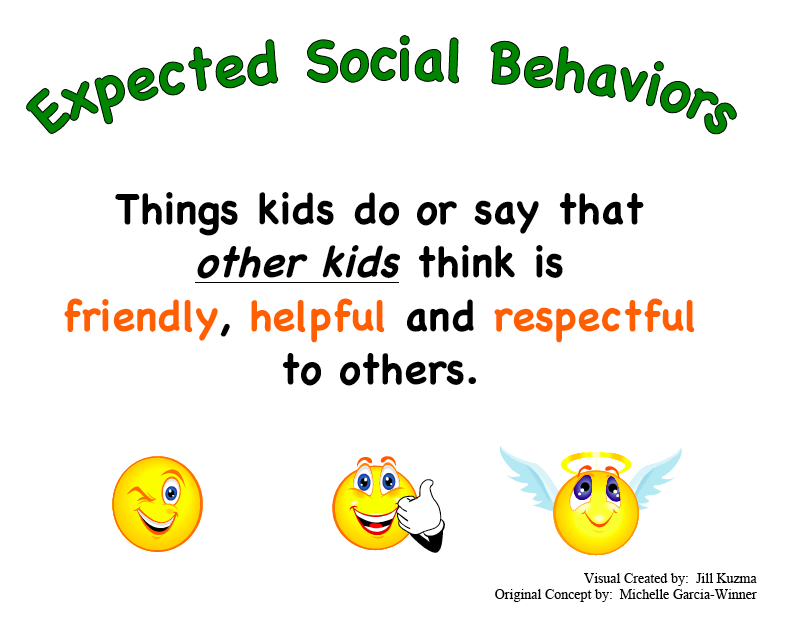 Expected Social Behaviors
Things kids do or say that
other kids think is
friendly, helpful and respectful
to others.
Visual Created by: Jill Kuzma
Original Concept by: Michelle Garcia-Winner